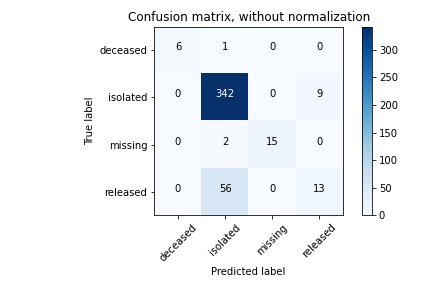 Confusion matrix, without normalization
True label
deceased 6 1 0 0
isolated 0 342 0 9
missing 0 2 15 0
released 0 56 0 13
deceased isolated missing released
Predicted label
300
250
200
150
100
50
0